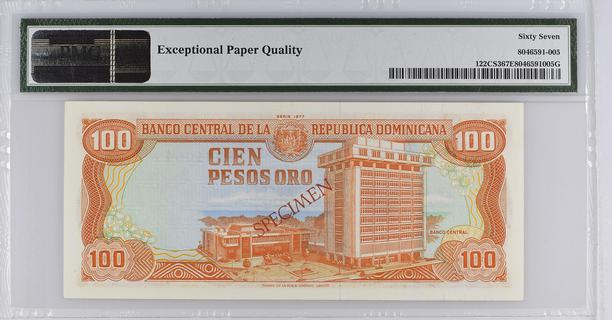 PMG
Exceptional Paper Quality
Sixty Seven
8046591-005
122CS367E8046591005G
SERIE 1977
100 BANCO CENTRAL DE LA REPUBLICA DOMINICANA 100
CIEN
PESOS ORO
SPECIMEN
BANCO CENTRAL
100 100